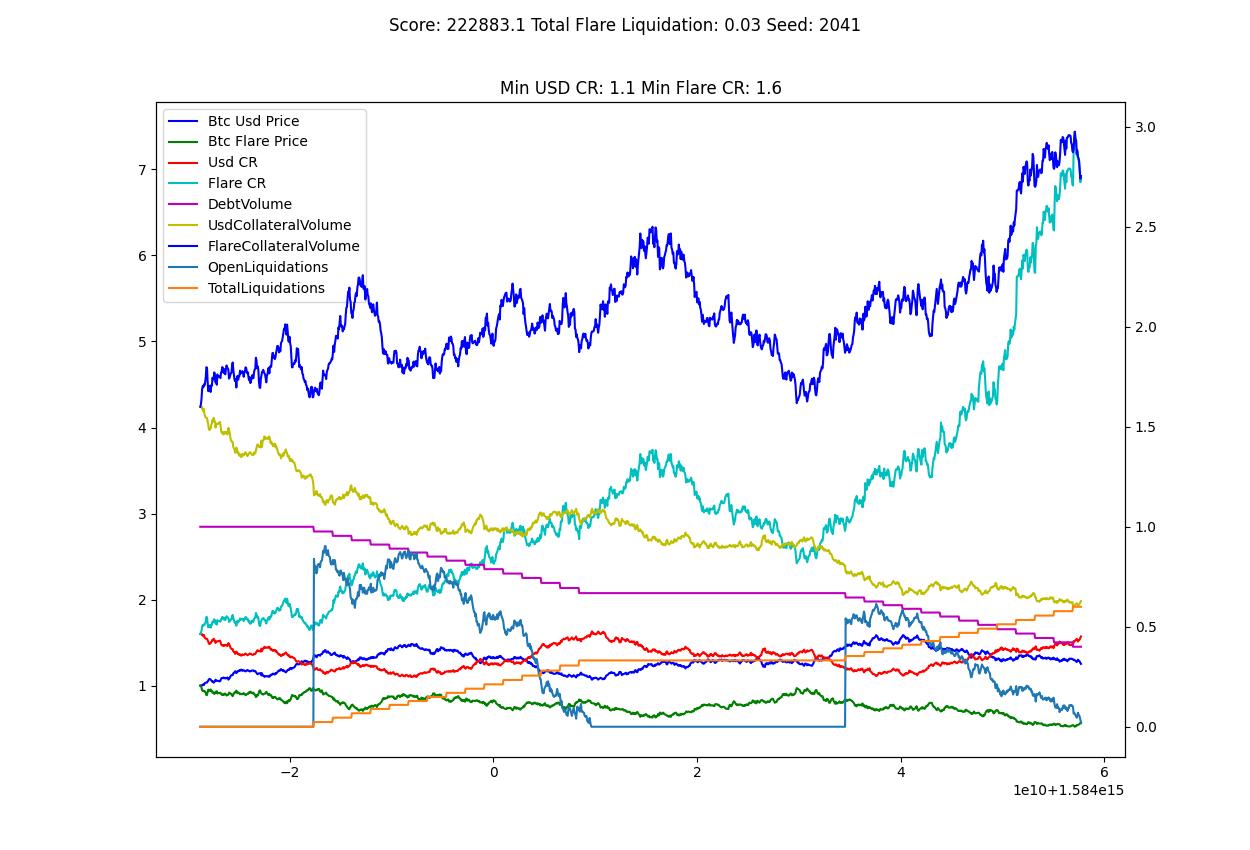 Score: 222883.1 Total Flare Liquidation: 0.03 Seed: 2041
Min USD CR: 1.1 Min Flare CR: 1.6
Btc Usd Price
Btc Flare Price
Usd CR
Flare CR
DebtVolume
UsdCollateralVolume
FlareCollateralVolume
OpenLiquidations
TotalLiquidations
7
6
5
4
3
2
1
3.0
2.5
2.0
1.5
1.0
0.5
0.0
−2 0 2 4 6
1e10+1.584e15